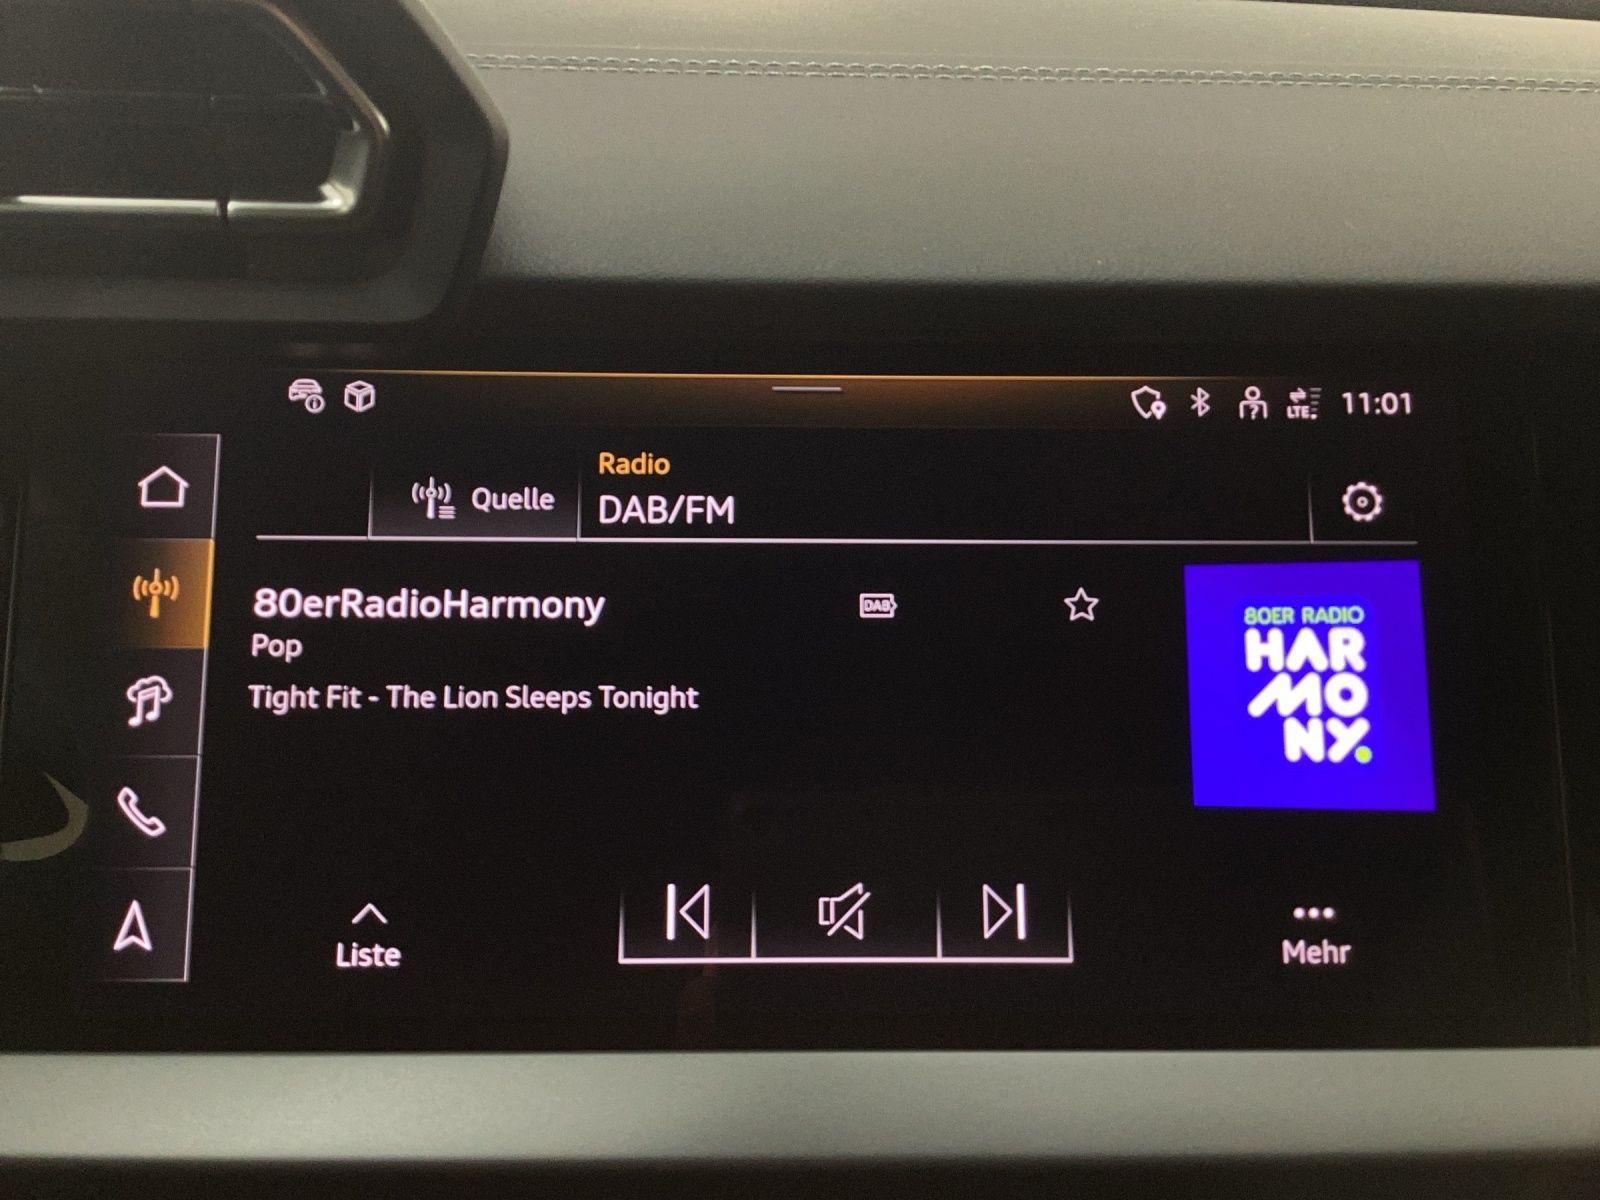 LTE
11:01
Quelle
Radio
DAB/FM
80erRadioHarmony
DAB
Pop
Tight Fit - The Lion Sleeps Tonight
80ER RADIO
HAR
MO
NY.
Liste
Mehr